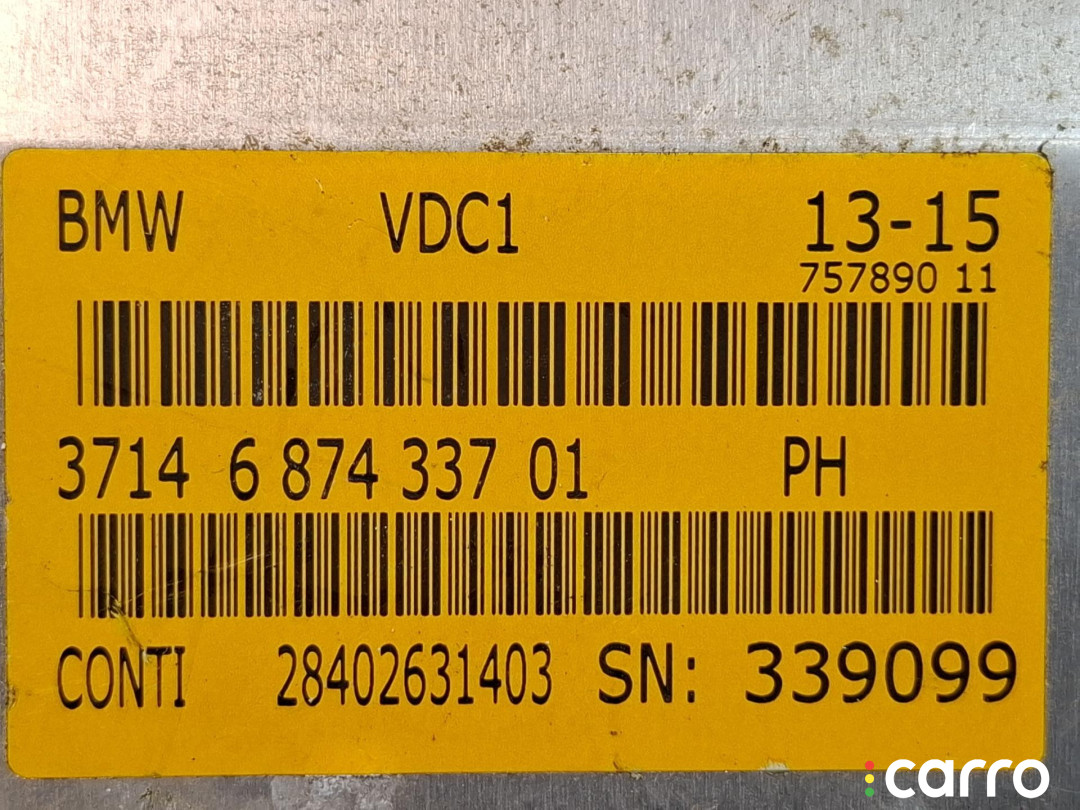 BMW VDC1 13-15
757890 11
3714 6 874 337 01 PH
CONTI 28402631403 SN: 339099
carro